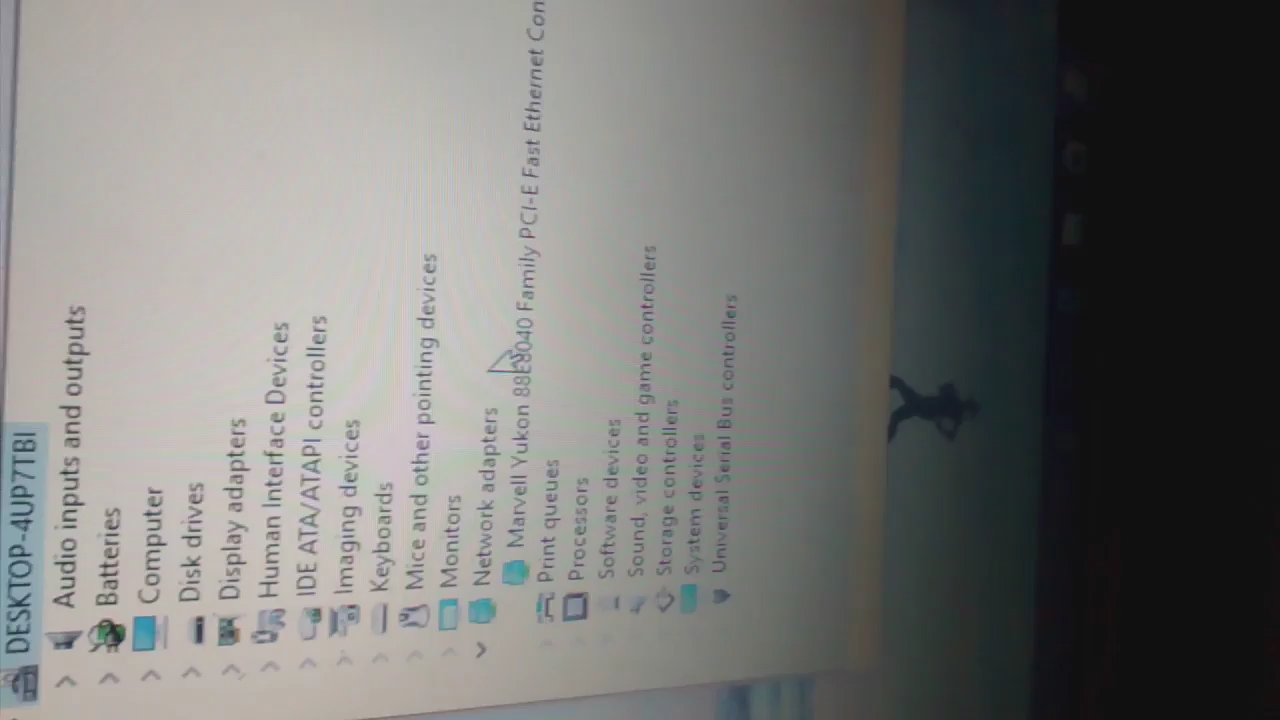 DESKTOP-4UP7TBI
Audio inputs and outputs
Batteries
Computer
Disk drives
Display adapters
Human Interface Devices
IDE ATA/ATAPI controllers
Imaging devices
Keyboards
Mice and other pointing devices
Monitors
Network adapters
Marvell Yukon 88E8040 Family PCI-E Fast Ethernet Con
Print queues
Processors
Software devices
Sound, video and game controllers
Storage controllers
System devices
Universal Serial Bus controllers